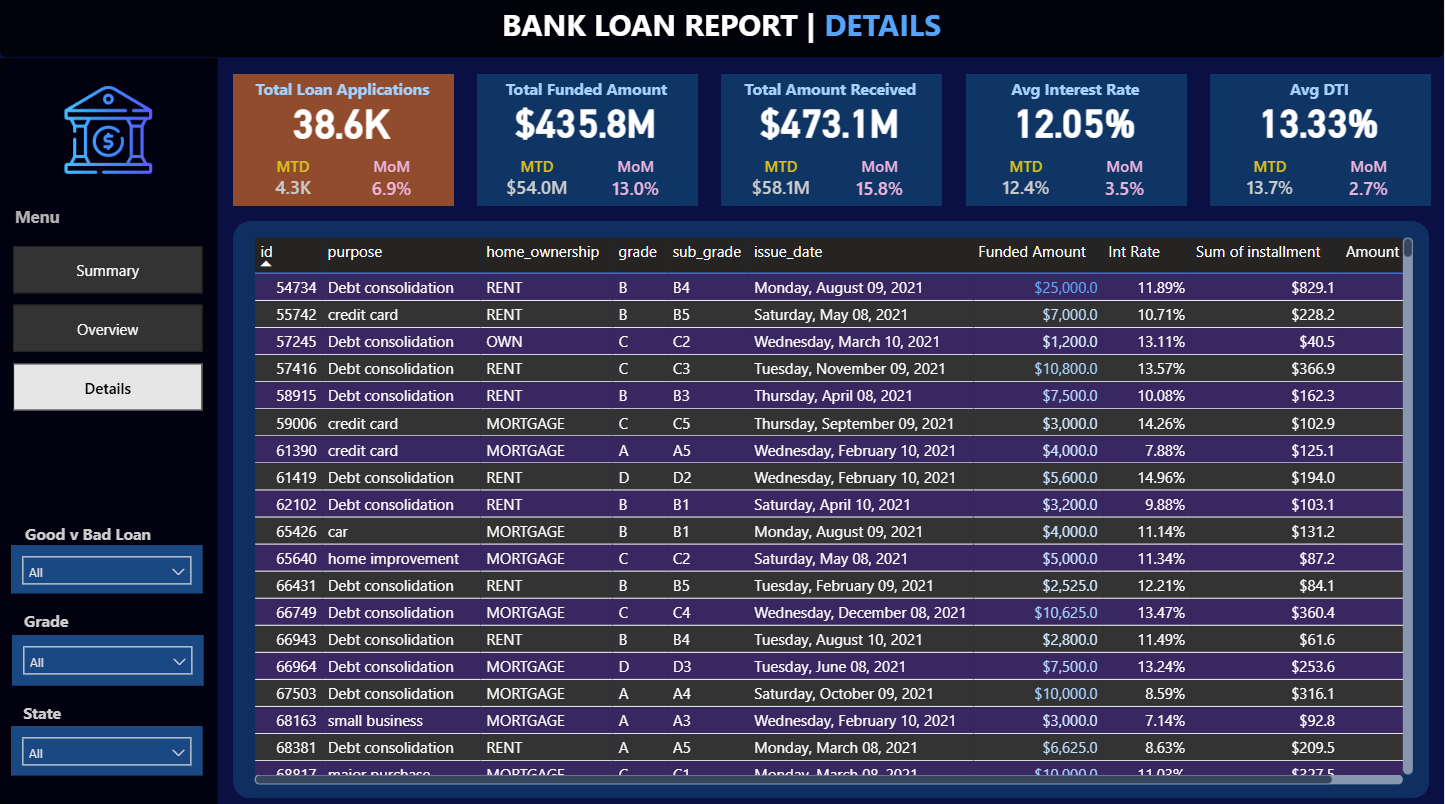 BANK LOAN REPORT | DETAILS
Total Loan Applications
38.6K
MTD MoM
4.3K 6.9%
Total Funded Amount
$435.8M
MTD MoM
$54.0M 13.0%
Total Amount Received
$473.1M
MTD MoM
$58.1M 15.8%
Avg Interest Rate
12.05%
MTD MoM
12.4% 3.5%
Avg DTI
13.33%
MTD MoM
13.7% 2.7%
Menu
Summary
Overview
Details
Good v Bad Loan
All
Grade
All
State
All
id purpose home_ownership grade sub_grade issue_date Funded Amount Int Rate Sum of installment Amount
54734 Debt consolidation RENT B B4 Monday, August 09, 2021 $25,000.0 11.89% $829.1
55742 credit card RENT B B5 Saturday, May 08, 2021 $7,000.0 10.71% $228.2
57245 Debt consolidation OWN C C2 Wednesday, March 10, 2021 $1,200.0 13.11% $40.5
57416 Debt consolidation RENT C C3 Tuesday, November 09, 2021 $10,800.0 13.57% $366.9
58915 Debt consolidation RENT B B3 Thursday, April 08, 2021 $7,500.0 10.08% $162.3
59006 credit card MORTGAGE C C5 Thursday, September 09, 2021 $3,000.0 14.26% $102.9
61390 credit card MORTGAGE A A5 Wednesday, February 10, 2021 $4,000.0 7.88% $125.1
61419 Debt consolidation RENT D D2 Wednesday, February 10, 2021 $5,600.0 14.96% $194.0
62102 Debt consolidation RENT B B1 Saturday, April 10, 2021 $3,200.0 9.88% $103.1
65426 car MORTGAGE B B1 Monday, August 09, 2021 $4,000.0 11.14% $131.2
65640 home improvement MORTGAGE C C2 Saturday, May 08, 2021 $5,000.0 11.34% $87.2
66431 Debt consolidation RENT B B5 Tuesday, February 09, 2021 $2,525.0 12.21% $84.1
66749 Debt consolidation MORTGAGE C C4 Wednesday, December 08, 2021 $10,625.0 13.47% $360.4
66943 Debt consolidation RENT B B4 Tuesday, August 10, 2021 $2,800.0 11.49% $61.6
66964 Debt consolidation MORTGAGE D D3 Tuesday, June 08, 2021 $7,500.0 13.24% $253.6
67503 Debt consolidation MORTGAGE A A4 Saturday, October 09, 2021 $10,000.0 8.59% $316.1
68163 small business MORTGAGE A A3 Wednesday, February 10, 2021 $3,000.0 7.14% $92.8
68381 Debt consolidation RENT A A5 Monday, March 08, 2021 $6,625.0 8.63% $209.5
68817 major purchase MORTGAGE C C1 Monday, March 08, 2021 $10,000.0 11.03% $327.5